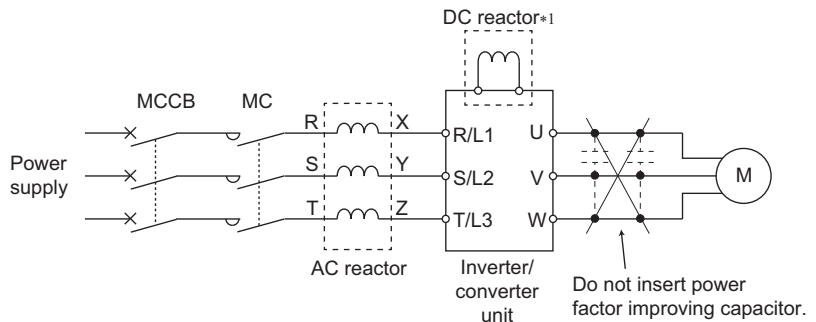 DC reactor*1
MCCB
MC
R
X
R/L1
U
Power
supply
S
Y
S/L2
V
M
T
Z
T/L3
W
AC reactor
Inverter/
converter
unit
Do not insert power
factor improving capacitor.